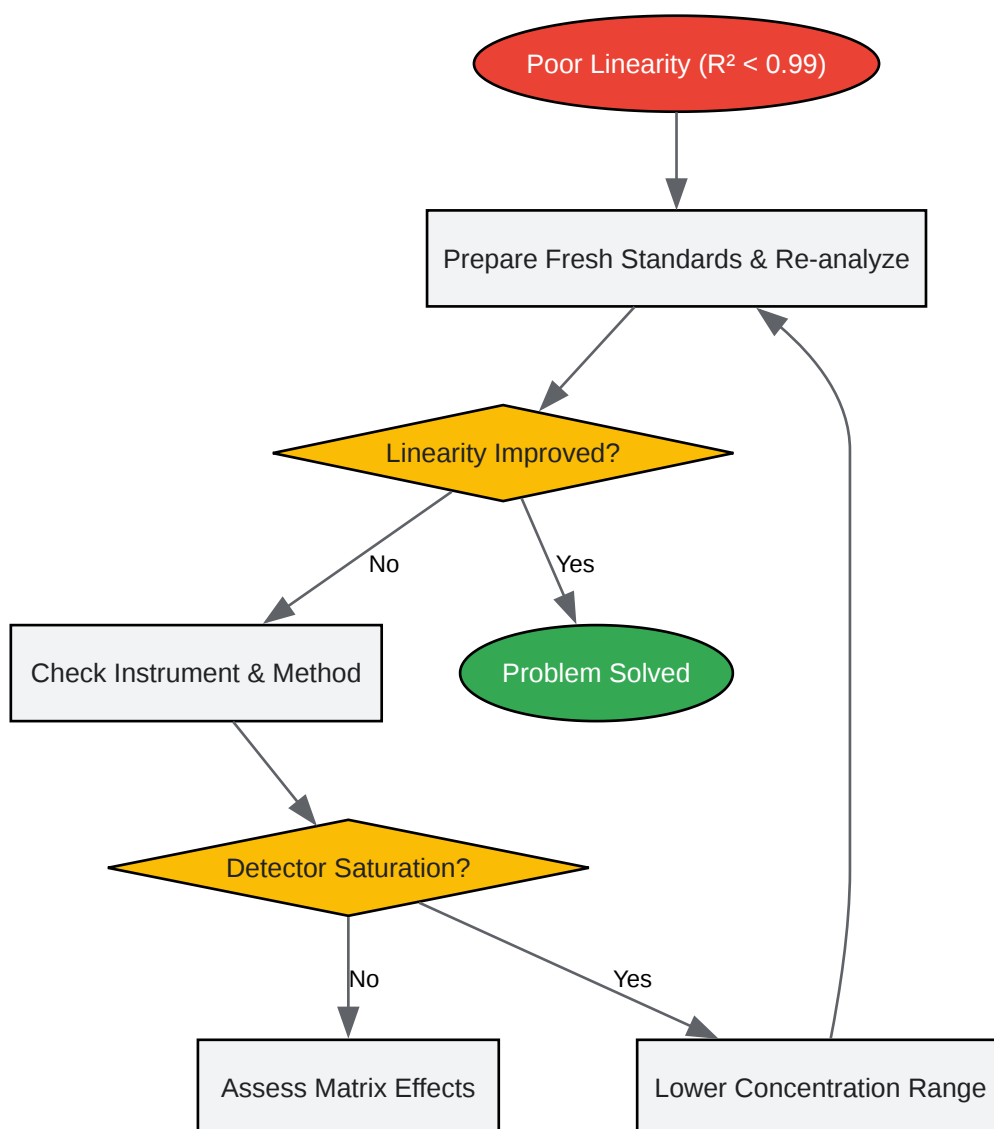 Poor Linearity (R² < 0.99)
Prepare Fresh Standards & Re-analyze
Linearity Improved?
No
Yes
Check Instrument & Method
Problem Solved
Detector Saturation?
No
Yes
Assess Matrix Effects
Lower Concentration Range